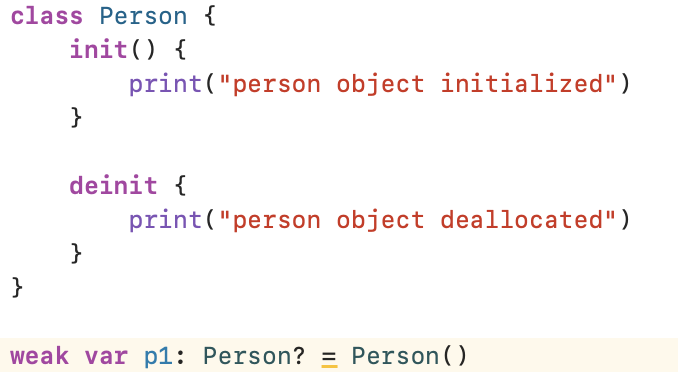 class Person {
    init() {
        print("person object initialized")
    }

    deinit {
        print("person object deallocated")
    }
}

weak var p1: Person? = Person()